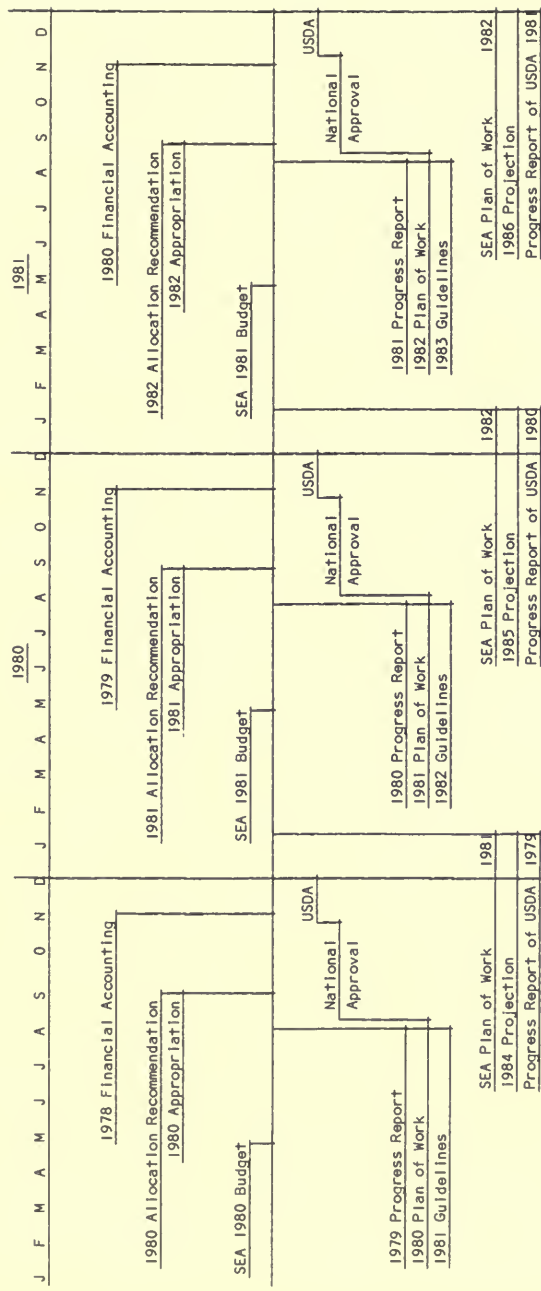 J F M A M J J A S O N D
1978 Financial Accounting
1980 Allocation Recommendation
1980 Appropriation
SEA 1980 Budget
USDA
National
Approval
1979 Progress Report
1980 Plan of Work
1981 Guidelines
SEA Plan of Work 1981
1984 Projection
Progress Report of USDA 1979
1980
J F M A M J J A S O N D
1979 Financial Accounting
1981 Allocation Recommendation
1981 Appropriation
SEA 1981 Budget
USDA
National
Approval
1980 Progress Report
1981 Plan of Work
1982 Guidelines
SEA Plan of Work 1982
1985 Projection
Progress Report of USDA 1980
1981
J F M A M J J A S O N D
1980 Financial Accounting
1982 Allocation Recommendation
1982 Appropriation
SEA 1981 Budget
USDA
National
Approval
1981 Progress Report
1982 Plan of Work
1983 Guidelines
SEA Plan of Work 1982
1986 Projection
Progress Report of USDA 1981